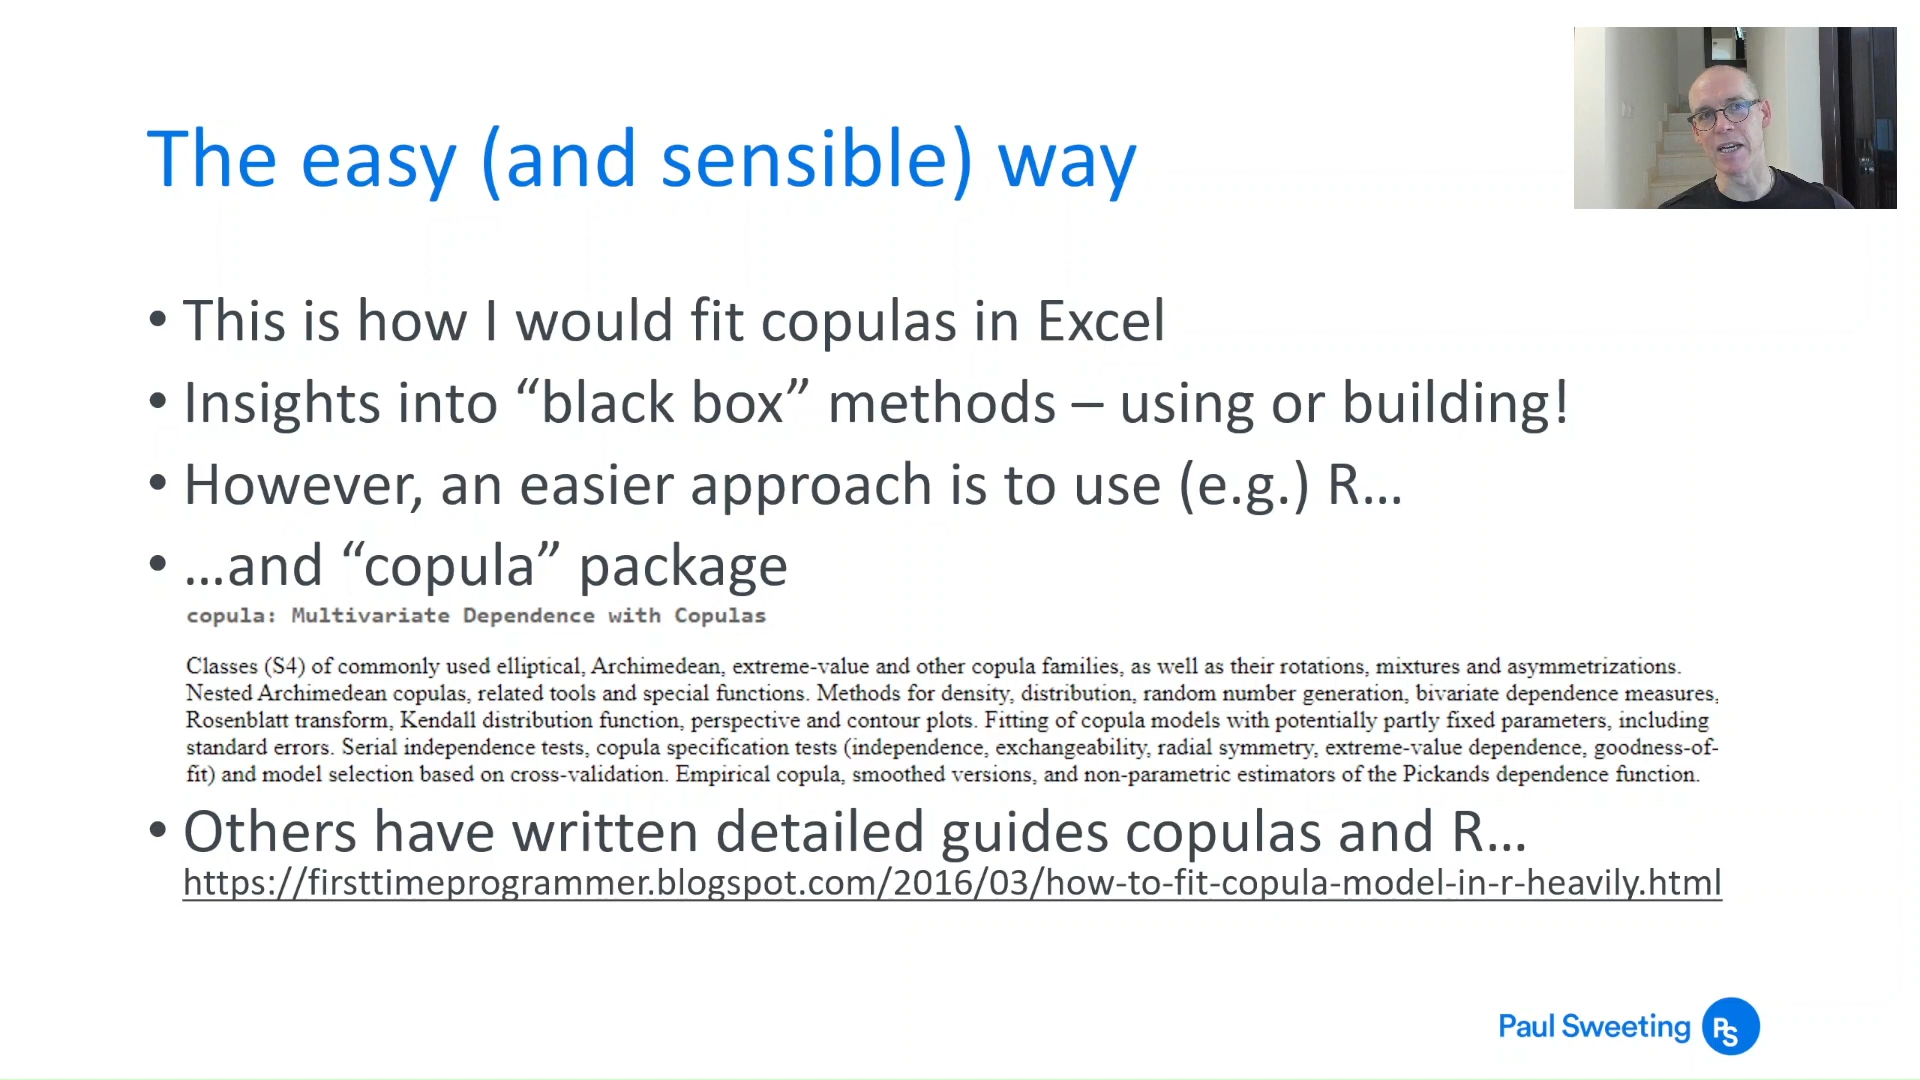 The easy (and sensible) way
• This is how I would fit copulas in Excel
• Insights into “black box” methods – using or building!
• However, an easier approach is to use (e.g.) R…
• …and “copula” package
copula: Multivariate Dependence with Copulas
Classes (S4) of commonly used elliptical, Archimedean, extreme-value and other copula families, as well as their rotations, mixtures and asymmetrizations.
Nested Archimedean copulas, related tools and special functions. Methods for density, distribution, random number generation, bivariate dependence measures,
Rosenblatt transform, Kendall distribution function, perspective and contour plots. Fitting of copula models with potentially partly fixed parameters, including
standard errors. Serial independence tests, copula specification tests (independence, exchangeability, radial symmetry, extreme-value dependence, goodness-of-
fit) and model selection based on cross-validation. Empirical copula, smoothed versions, and non-parametric estimators of the Pickands dependence function.
• Others have written detailed guides copulas and R…
https://firsttimeprogrammer.blogspot.com/2016/03/how-to-fit-copula-model-in-r-heavily.html
Paul Sweeting PS